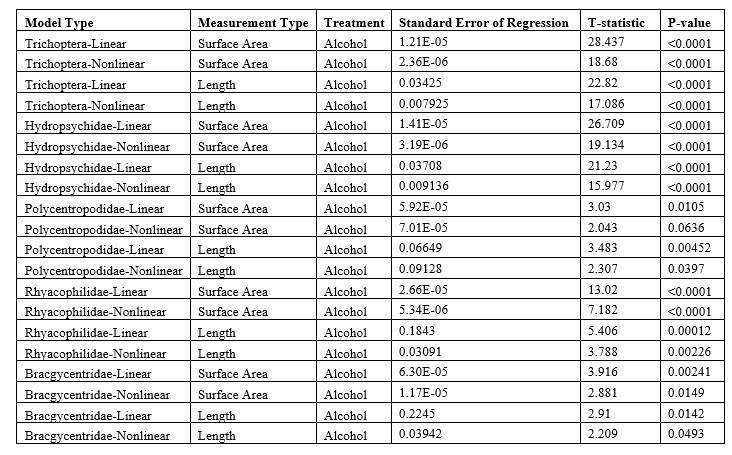 Model Type Measurement Type Treatment Standard Error of Regression T-statistic P-value
Trichoptera-Linear Surface Area Alcohol 1.21E-05 28.437 <0.0001
Trichoptera-Nonlinear Surface Area Alcohol 2.36E-06 18.68 <0.0001
Trichoptera-Linear Length Alcohol 0.03425 22.82 <0.0001
Trichoptera-Nonlinear Length Alcohol 0.007925 17.086 <0.0001
Hydropsychidae-Linear Surface Area Alcohol 1.41E-05 26.709 <0.0001
Hydropsychidae-Nonlinear Surface Area Alcohol 3.19E-06 19.134 <0.0001
Hydropsychidae-Linear Length Alcohol 0.03708 21.23 <0.0001
Hydropsychidae-Nonlinear Length Alcohol 0.009136 15.977 <0.0001
Polycentropodidae-Linear Surface Area Alcohol 5.92E-05 3.03 0.0105
Polycentropodidae-Nonlinear Surface Area Alcohol 7.01E-05 2.043 0.0636
Polycentropodidae-Linear Length Alcohol 0.06649 3.483 0.00452
Polycentropodidae-Nonlinear Length Alcohol 0.09128 2.307 0.0397
Rhyacophilidae-Linear Surface Area Alcohol 2.66E-05 13.02 <0.0001
Rhyacophilidae-Nonlinear Surface Area Alcohol 5.34E-06 7.182 <0.0001
Rhyacophilidae-Linear Length Alcohol 0.1843 5.406 0.00012
Rhyacophilidae-Nonlinear Length Alcohol 0.03091 3.788 0.00226
Bracgycentridae-Linear Surface Area Alcohol 6.30E-05 3.916 0.00241
Bracgycentridae-Nonlinear Surface Area Alcohol 1.17E-05 2.881 0.0149
Bracgycentridae-Linear Length Alcohol 0.2245 2.91 0.0142
Bracgycentridae-Nonlinear Length Alcohol 0.03942 2.209 0.0493